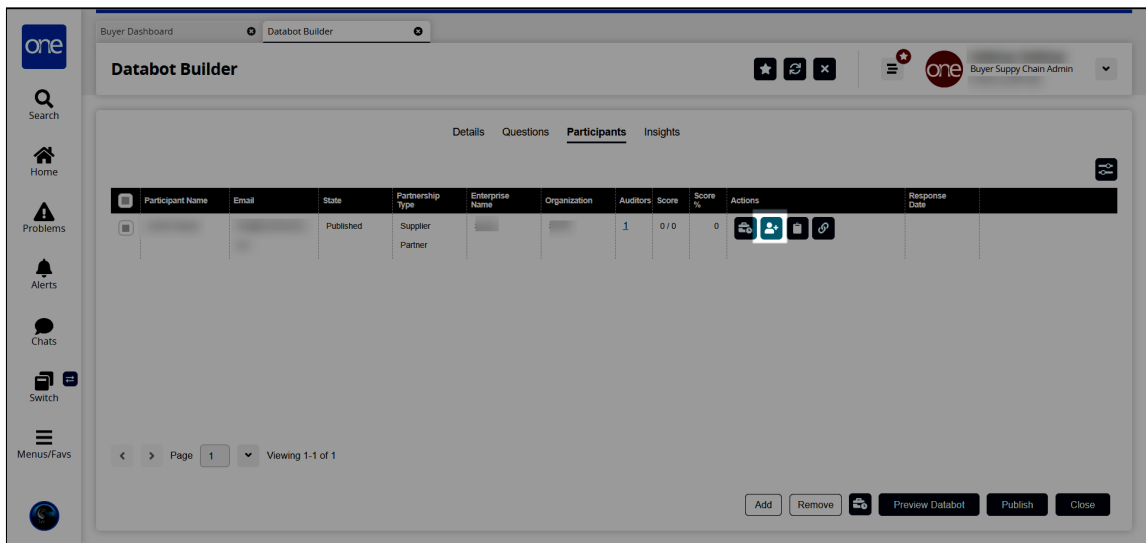 Buyer Dashboard
Databot Builder
one
Databot Builder
one
Buyer Suppy Chain Admin
Search
Home
Problems
Alerts
Chats
Switch
Menus/Favs
Details Questions Participants Insights
Participant Name Email State Partnership Type Enterprise Name Organization Auditors Score Score % Actions Response Date
Published Supplier Partner 1 0 / 0 0
Page 1 Viewing 1-1 of 1
Add Remove Preview Databot Publish Close